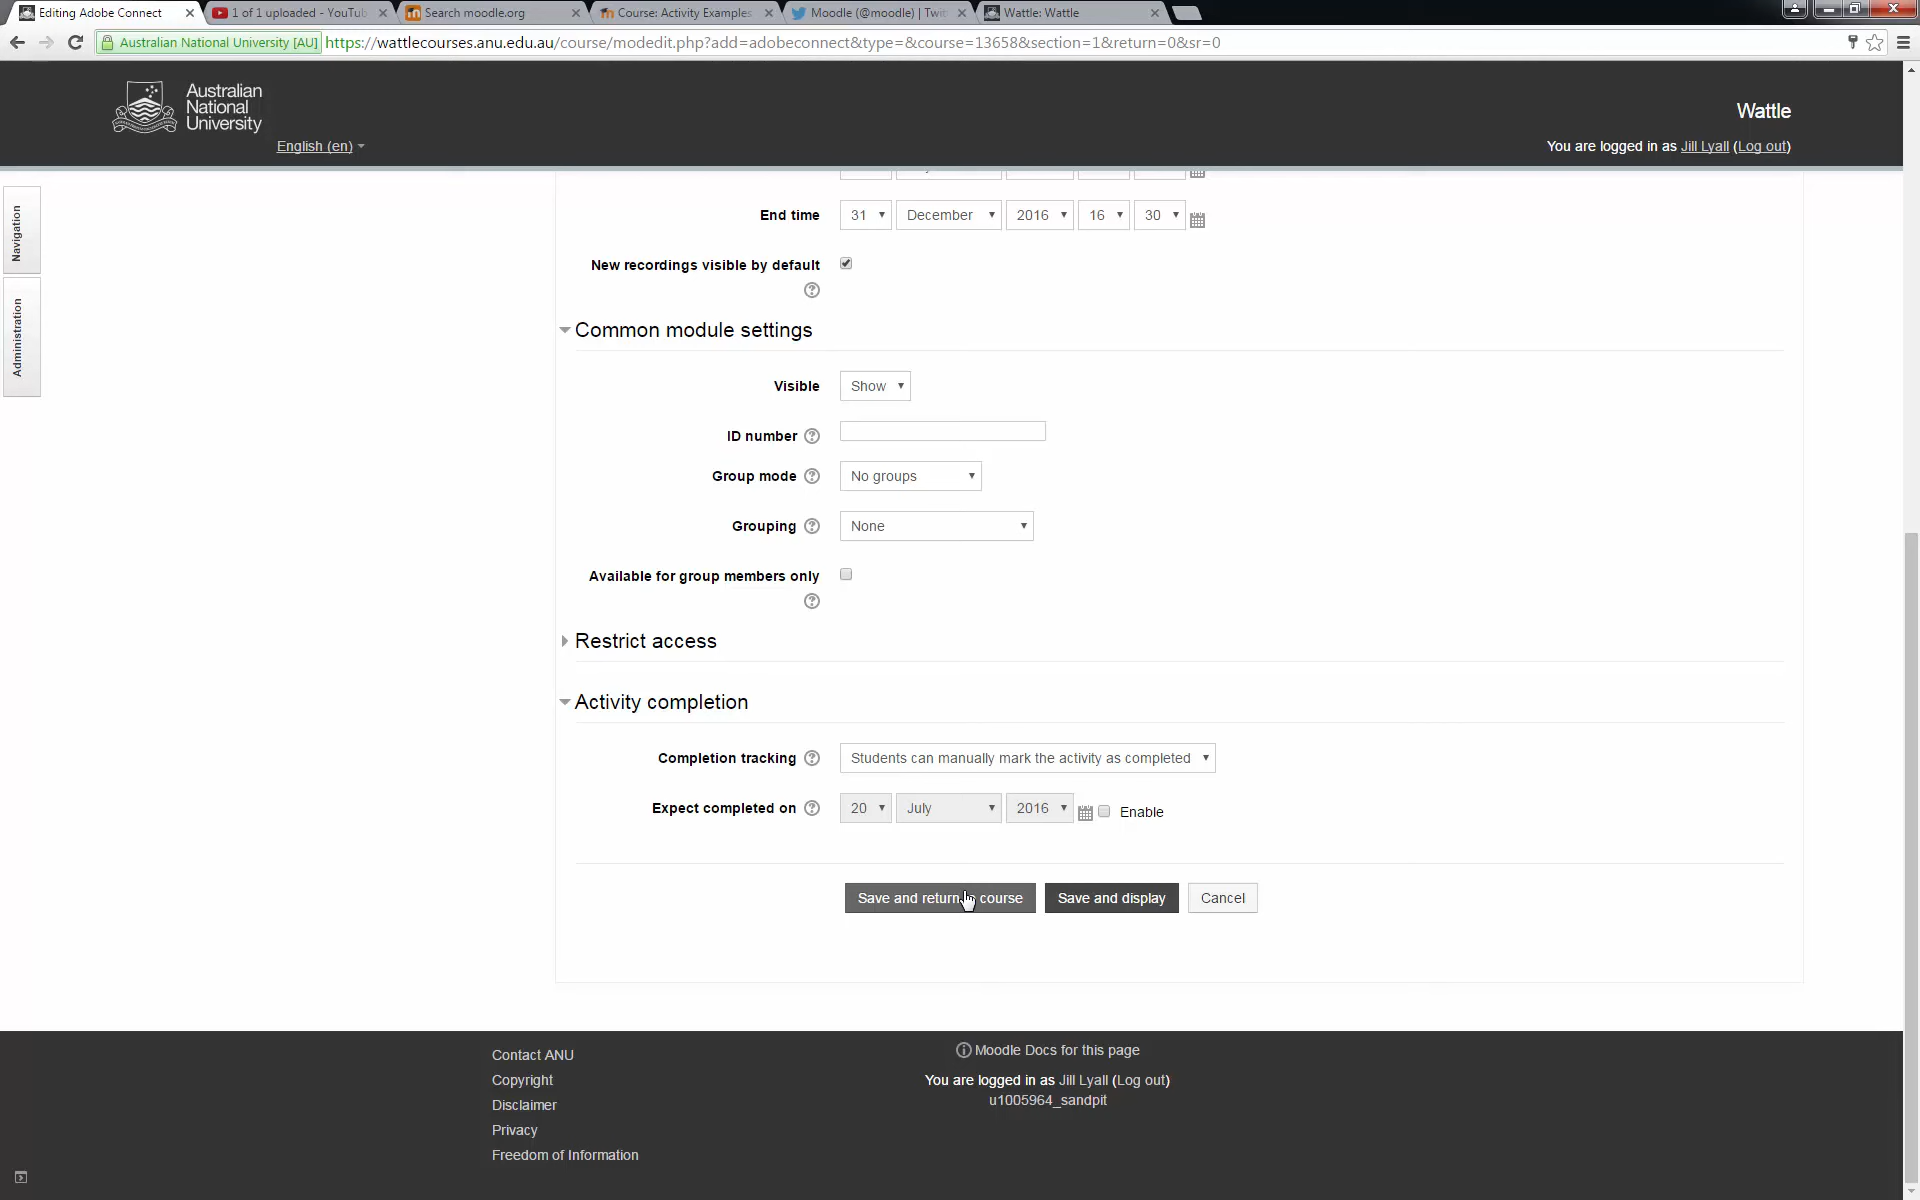 Editing Adobe Connect
1 of 1 uploaded - YouTub
Search moodle.org
Course: Activity Examples
Moodle (@moodle) | Twit
Wattle: Wattle
Australian National University [AU] https://wattlecourses.anu.edu.au/course/modedit.php?add=adobeconnect&type=&course=13658&section=1&return=0&sr=0
Australian
National
University
Wattle
English (en)
You are logged in as Jill Lyall (Log out)
Navigation
Administration
End time 31 December 2016 16 30
New recordings visible by default
Common module settings
Visible Show
ID number
Group mode No groups
Grouping None
Available for group members only
Restrict access
Activity completion
Completion tracking Students can manually mark the activity as completed
Expect completed on 20 July 2016 Enable
Save and return course Save and display Cancel
Contact ANU
Copyright
Disclaimer
Privacy
Freedom of Information
Moodle Docs for this page
You are logged in as Jill Lyall (Log out)
u1005964_sandpit